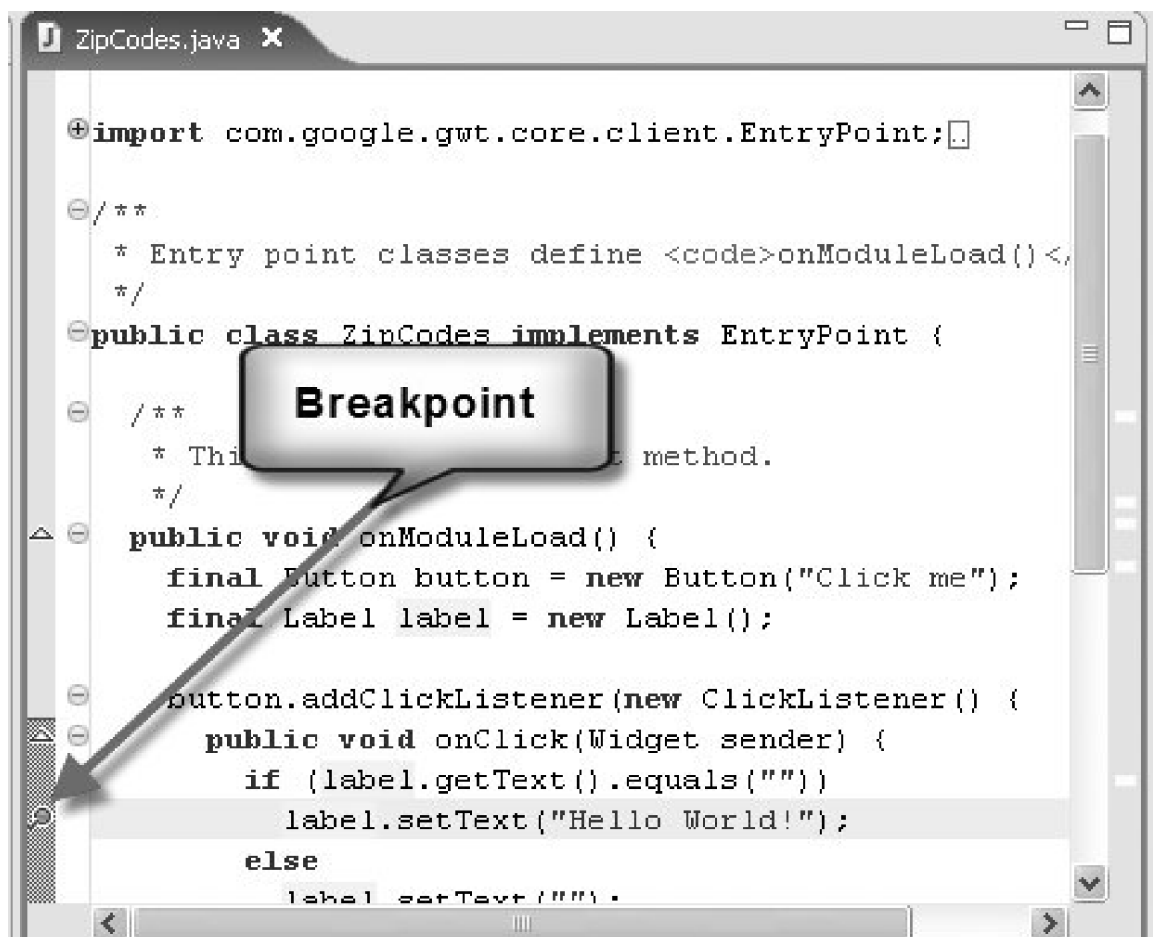 ZipCodes.java
import com.google.gwt.core.client.EntryPoint;
/**
* Entry point classes define <code>onModuleLoad()</
*/
public class ZipCodes implements EntryPoint {
Breakpoint
/**
* Thi method.
*/
public void onModuleLoad() {
final Button button = new Button("Click me");
final Label label = new Label();
button.addClickListener(new ClickListener() {
public void onClick(Widget sender) {
if (label.getText().equals(""))
label.setText("Hello World!");
else
label.setText("");